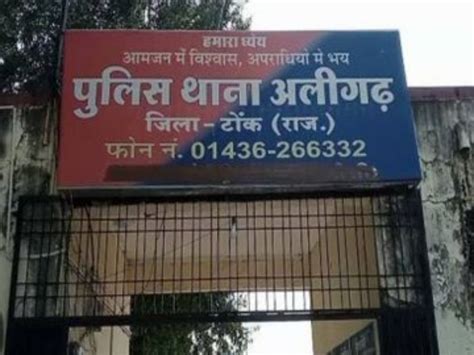 हमारा ध्येय
आमजन में विश्वास, अपराधियो मे भय
पुलिस थाना अलीगढ़
जिला - टोंक (राज.)
फोन नं. 01436-266332